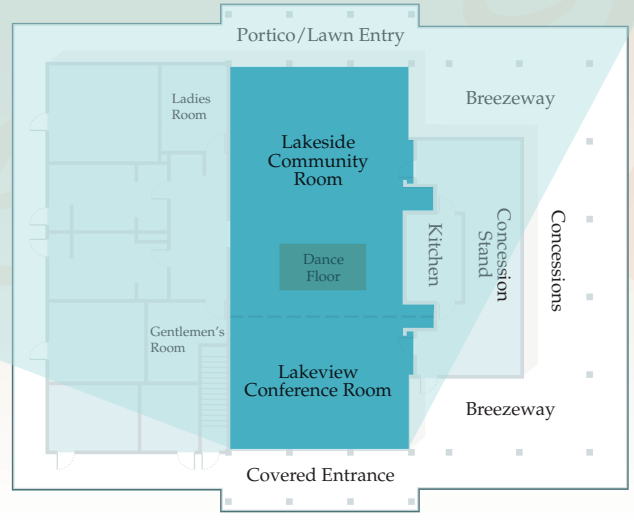 Portico/Lawn Entry
Ladies
Room
Breezeway
Lakeside
Community
Room
Kitchen
Concession
Stand
Concessions
Dance
Floor
Gentlemen's
Room
Lakeview
Conference Room
Breezeway
Covered Entrance